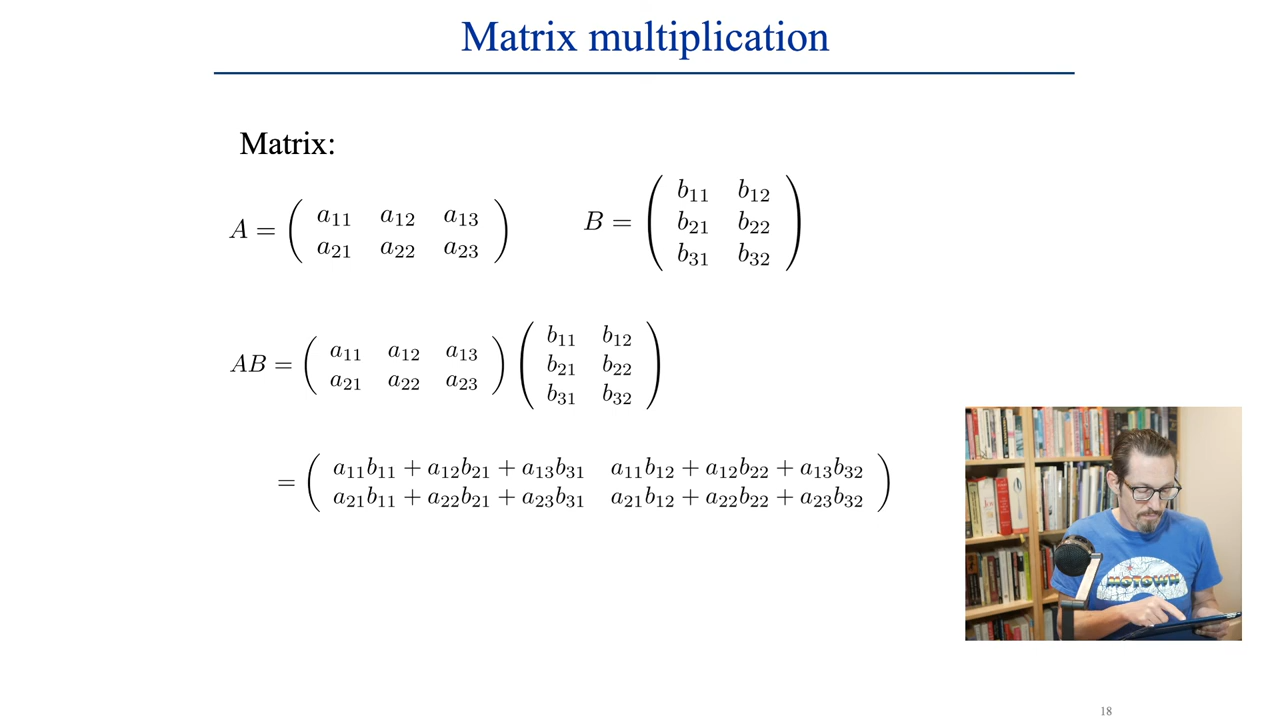 Matrix multiplication
Matrix:
A = ( a₁₁ a₁₂ a₁₃
a₂₁ a₂₂ a₂₃ )
B = ( b₁₁ b₁₂
b₂₁ b₂₂
b₃₁ b₃₂ )
AB = ( a₁₁ a₁₂ a₁₃
a₂₁ a₂₂ a₂₃ ) ( b₁₁ b₁₂
b₂₁ b₂₂
b₃₁ b₃₂ )
= ( a₁₁b₁₁ + a₁₂b₂₁ + a₁₃b₃₁ a₁₁b₁₂ + a₁₂b₂₂ + a₁₃b₃₂
a₂₁b₁₁ + a₂₂b₂₁ + a₂₃b₃₁ a₂₁b₁₂ + a₂₂b₂₂ + a₂₃b₃₂ )
MOTOWN
18